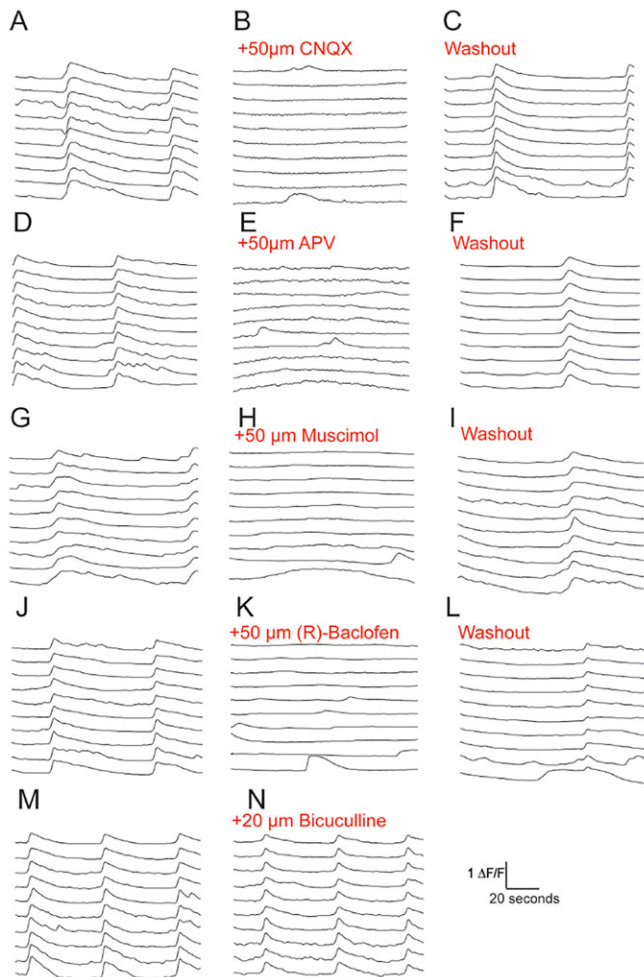 A
B
C
+50μm CNQX
Washout
D
E
F
+50μm APV
Washout
G
H
I
+50 μm Muscimol
Washout
J
K
L
+50 μm (R)-Baclofen
Washout
M
N
+20 μm Bicuculline
1 ΔF/F
20 seconds